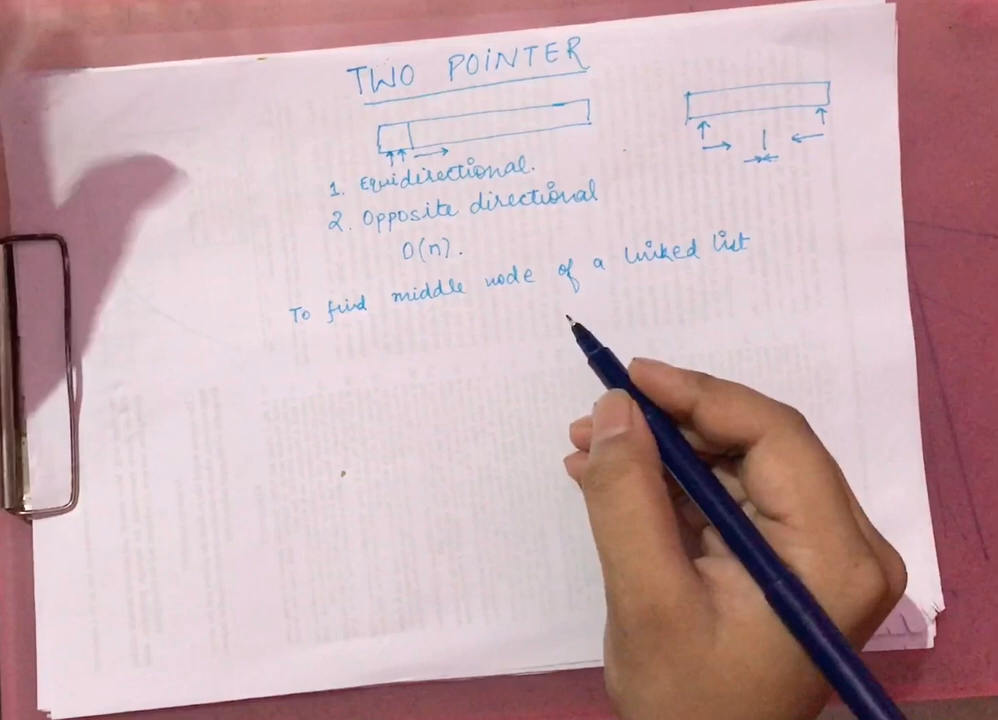 TWO POINTER
1. Equidirectional.
2. Opposite directional
O(n).
To find middle node of a linked list